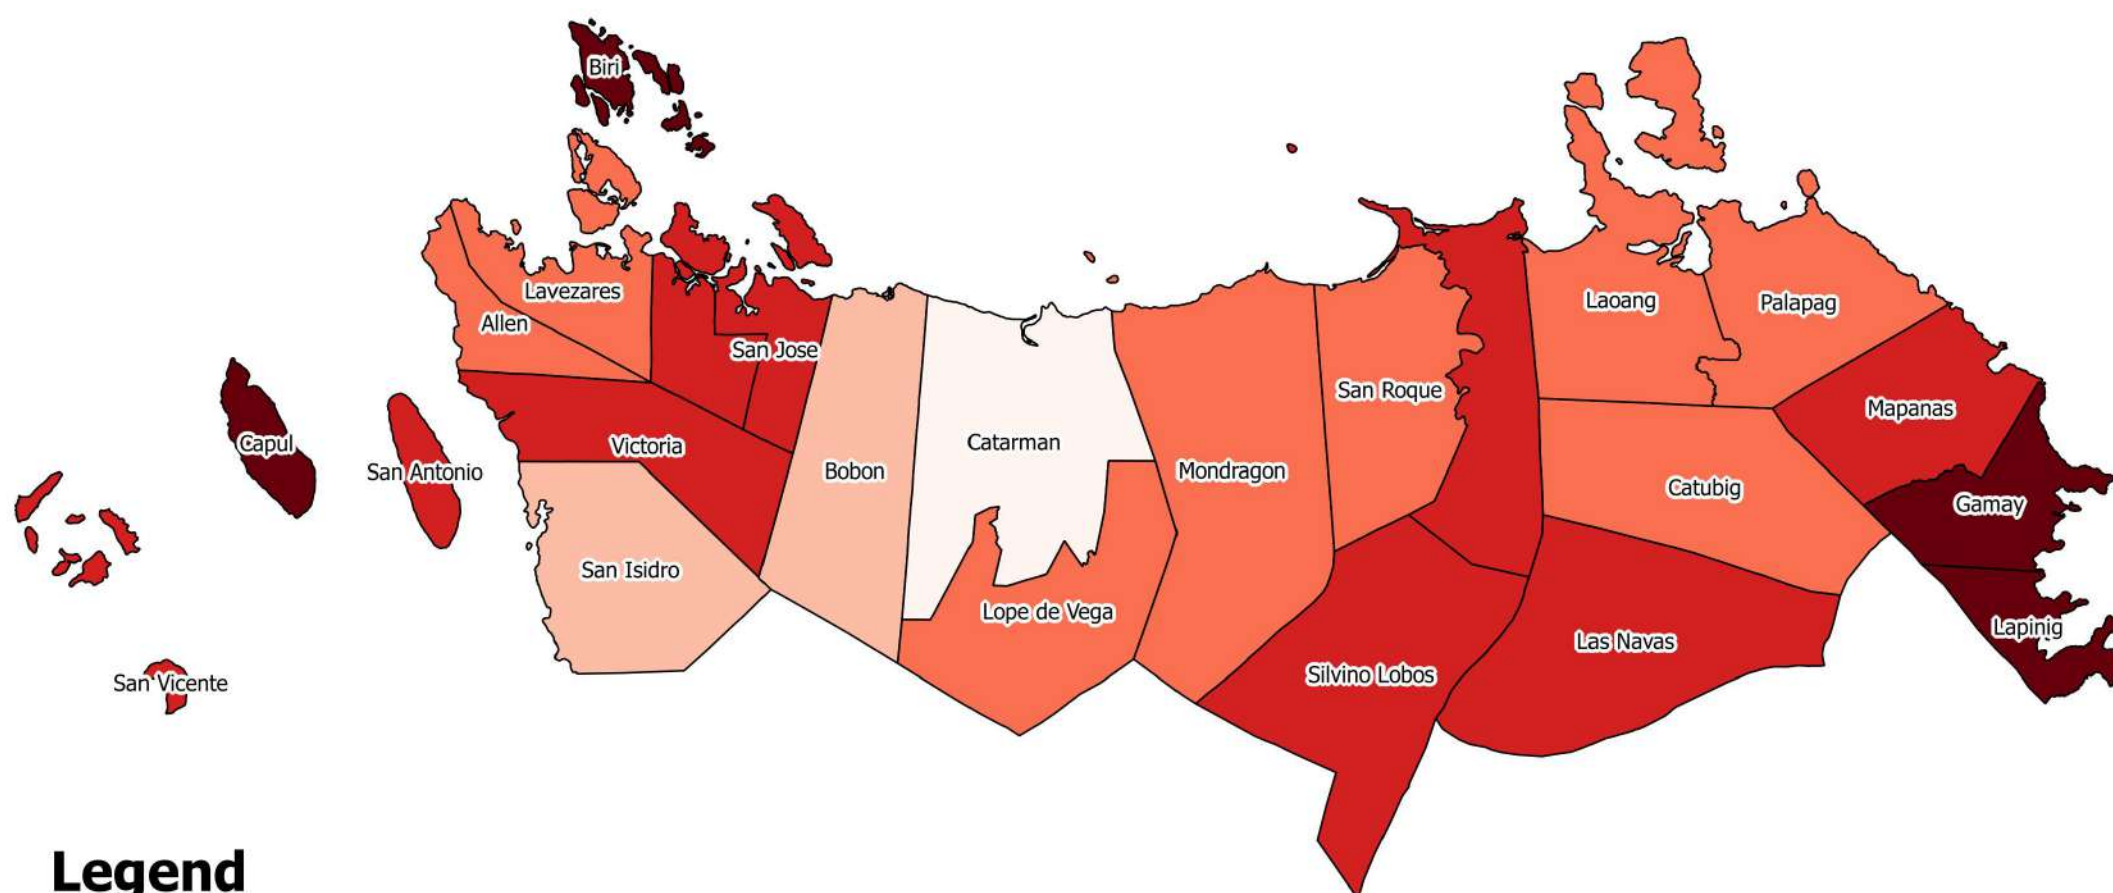 Biri
Lavezares
Allen
San Jose
Laoang
Palapag
San Roque
Mapanas
Capul
San Antonio
Victoria
Bobon
Catarman
Mondragon
Catubig
Gamay
San Isidro
Lope de Vega
Lapinig
Las Navas
San Vicente
Silvino Lobos
Legend